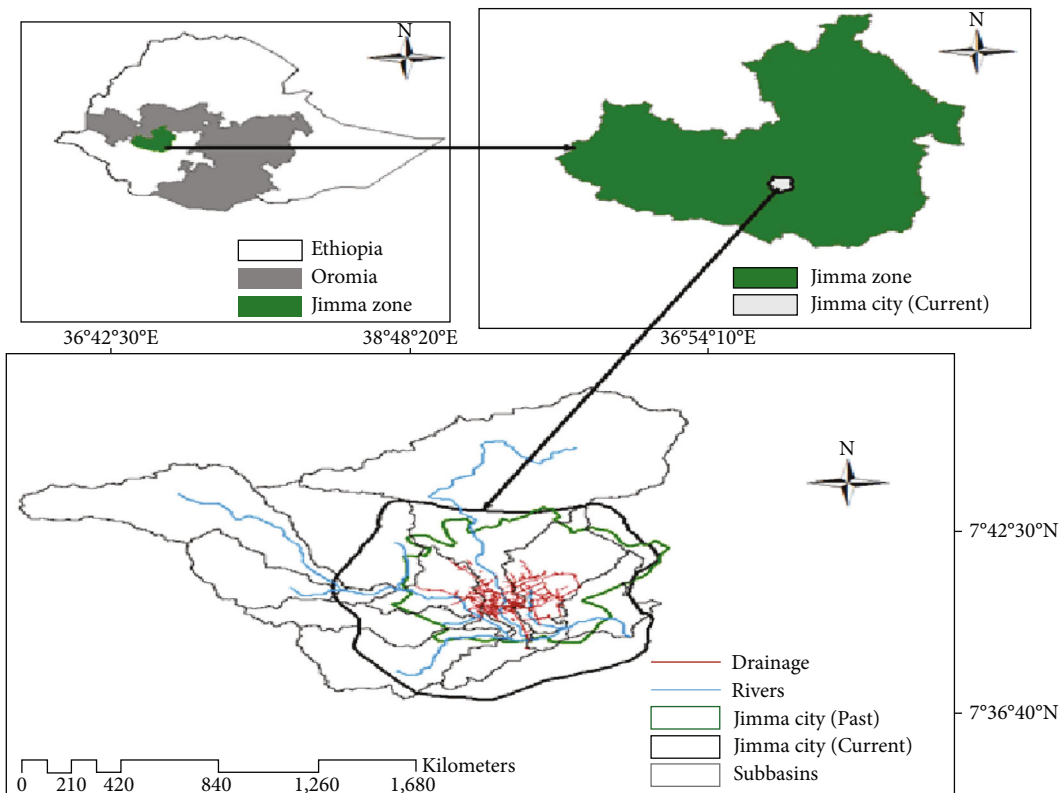 N
Ethiopia
Oromia
Jimma zone
N
Jimma zone
Jimma city (Current)
36°42'30"E
38°48'20"E
36°54'10"E
N
7°42'30"N
7°36°40°N
Drainage
Rivers
Jimma city (Past)
Jimma city (Current)
Subbasins
Kilometers
0 210 420 840 1,260 1,680